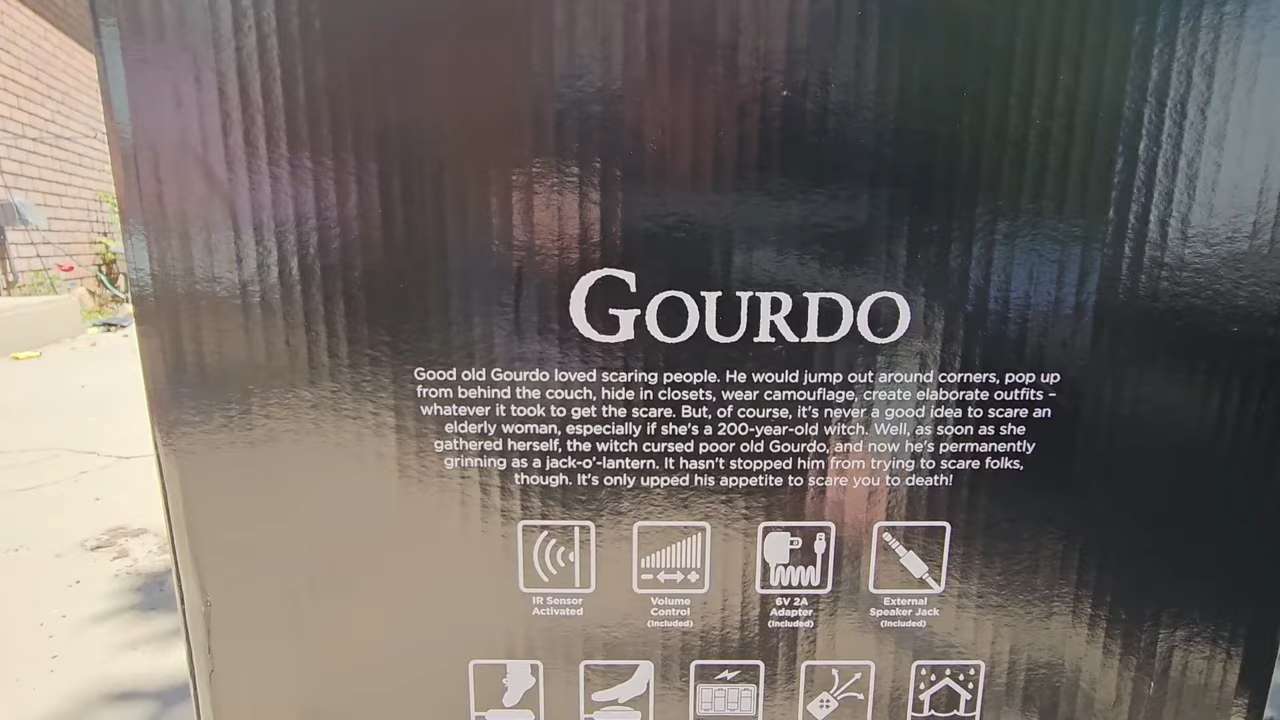 GOURDO
Good old Gourdo loved scaring people. He would jump out around corners, pop up
from behind the couch, hide in closets, wear camouflage, create elaborate outfits –
whatever it took to get the scare. But, of course, it's never a good idea to scare an
elderly woman, especially if she's a 200-year-old witch. Well, as soon as she
gathered herself, the witch cursed poor old Gourdo, and now he's permanently
grinning as a jack-o'-lantern. It hasn't stopped him from trying to scare folks,
though. It's only upped his appetite to scare you to death!
IR Sensor
Activated
Volume
Control
(Included)
6V 2A
Adapter
(Included)
External
Speaker Jack
(Included)